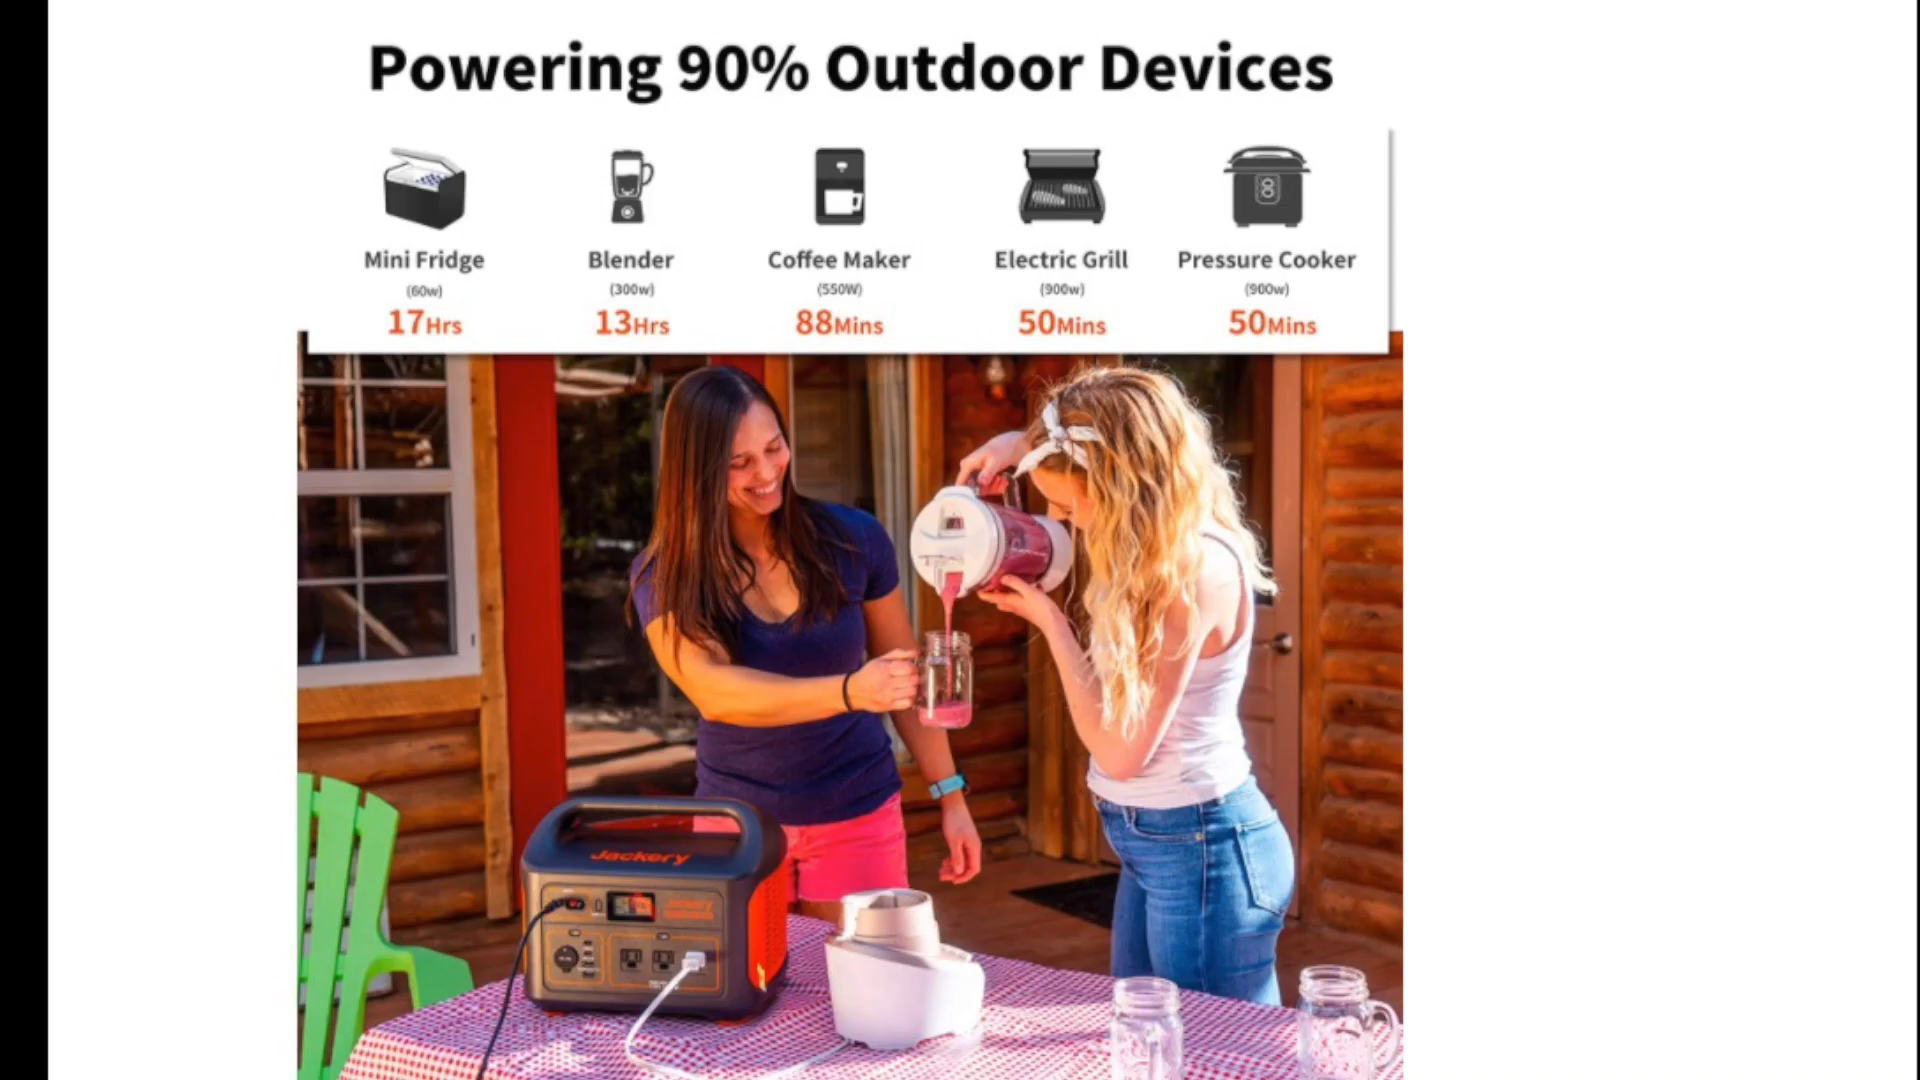 Powering 90% Outdoor Devices
Mini Fridge Blender Coffee Maker Electric Grill Pressure Cooker
(60w) (300w) (550W) (900w) (900w)
17Hrs 13Hrs 88Mins 50Mins 50Mins
Jackery